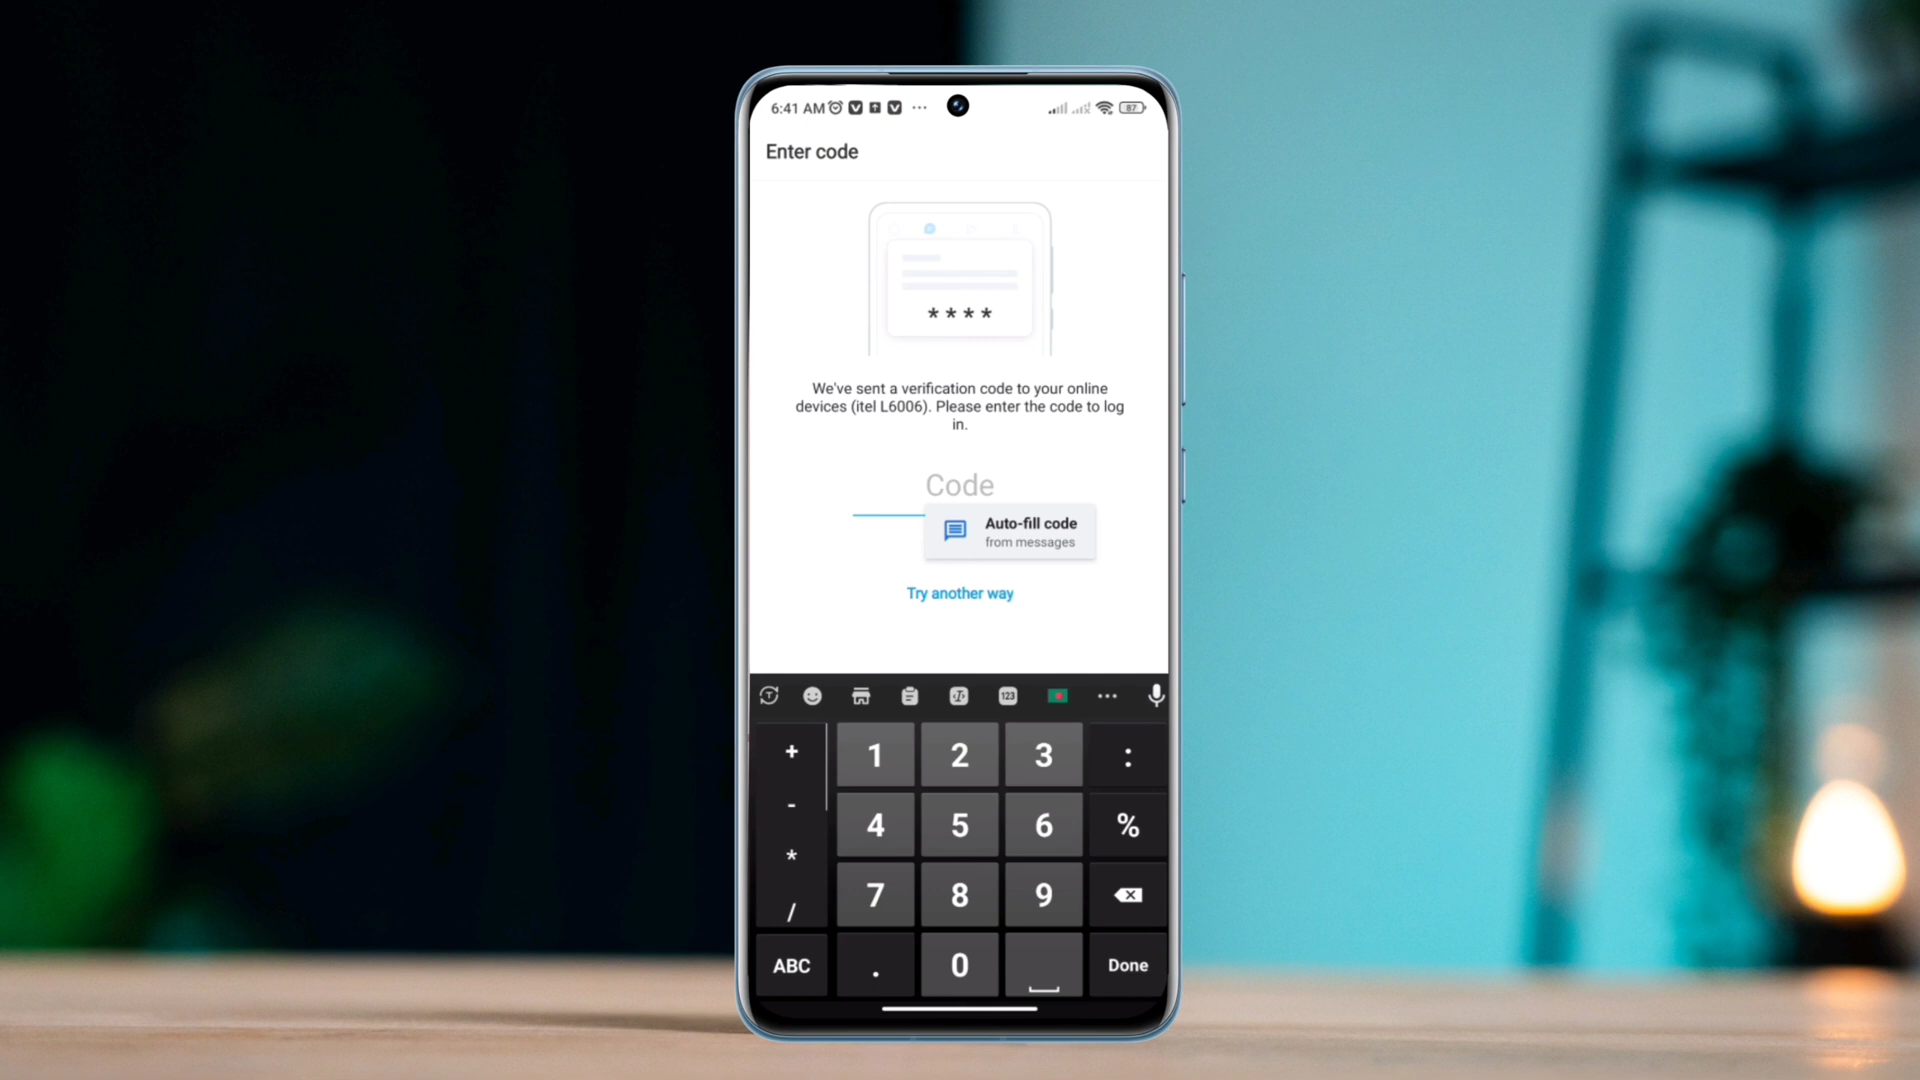 6:41 AM
87
Enter code
* * * *
We've sent a verification code to your online
devices (itel L6006). Please enter the code to log
in.
Code
Auto-fill code
from messages
Try another way
123
+ 1 2 3 :
- 4 5 6 %
* 7 8 9
/
ABC . 0 Done